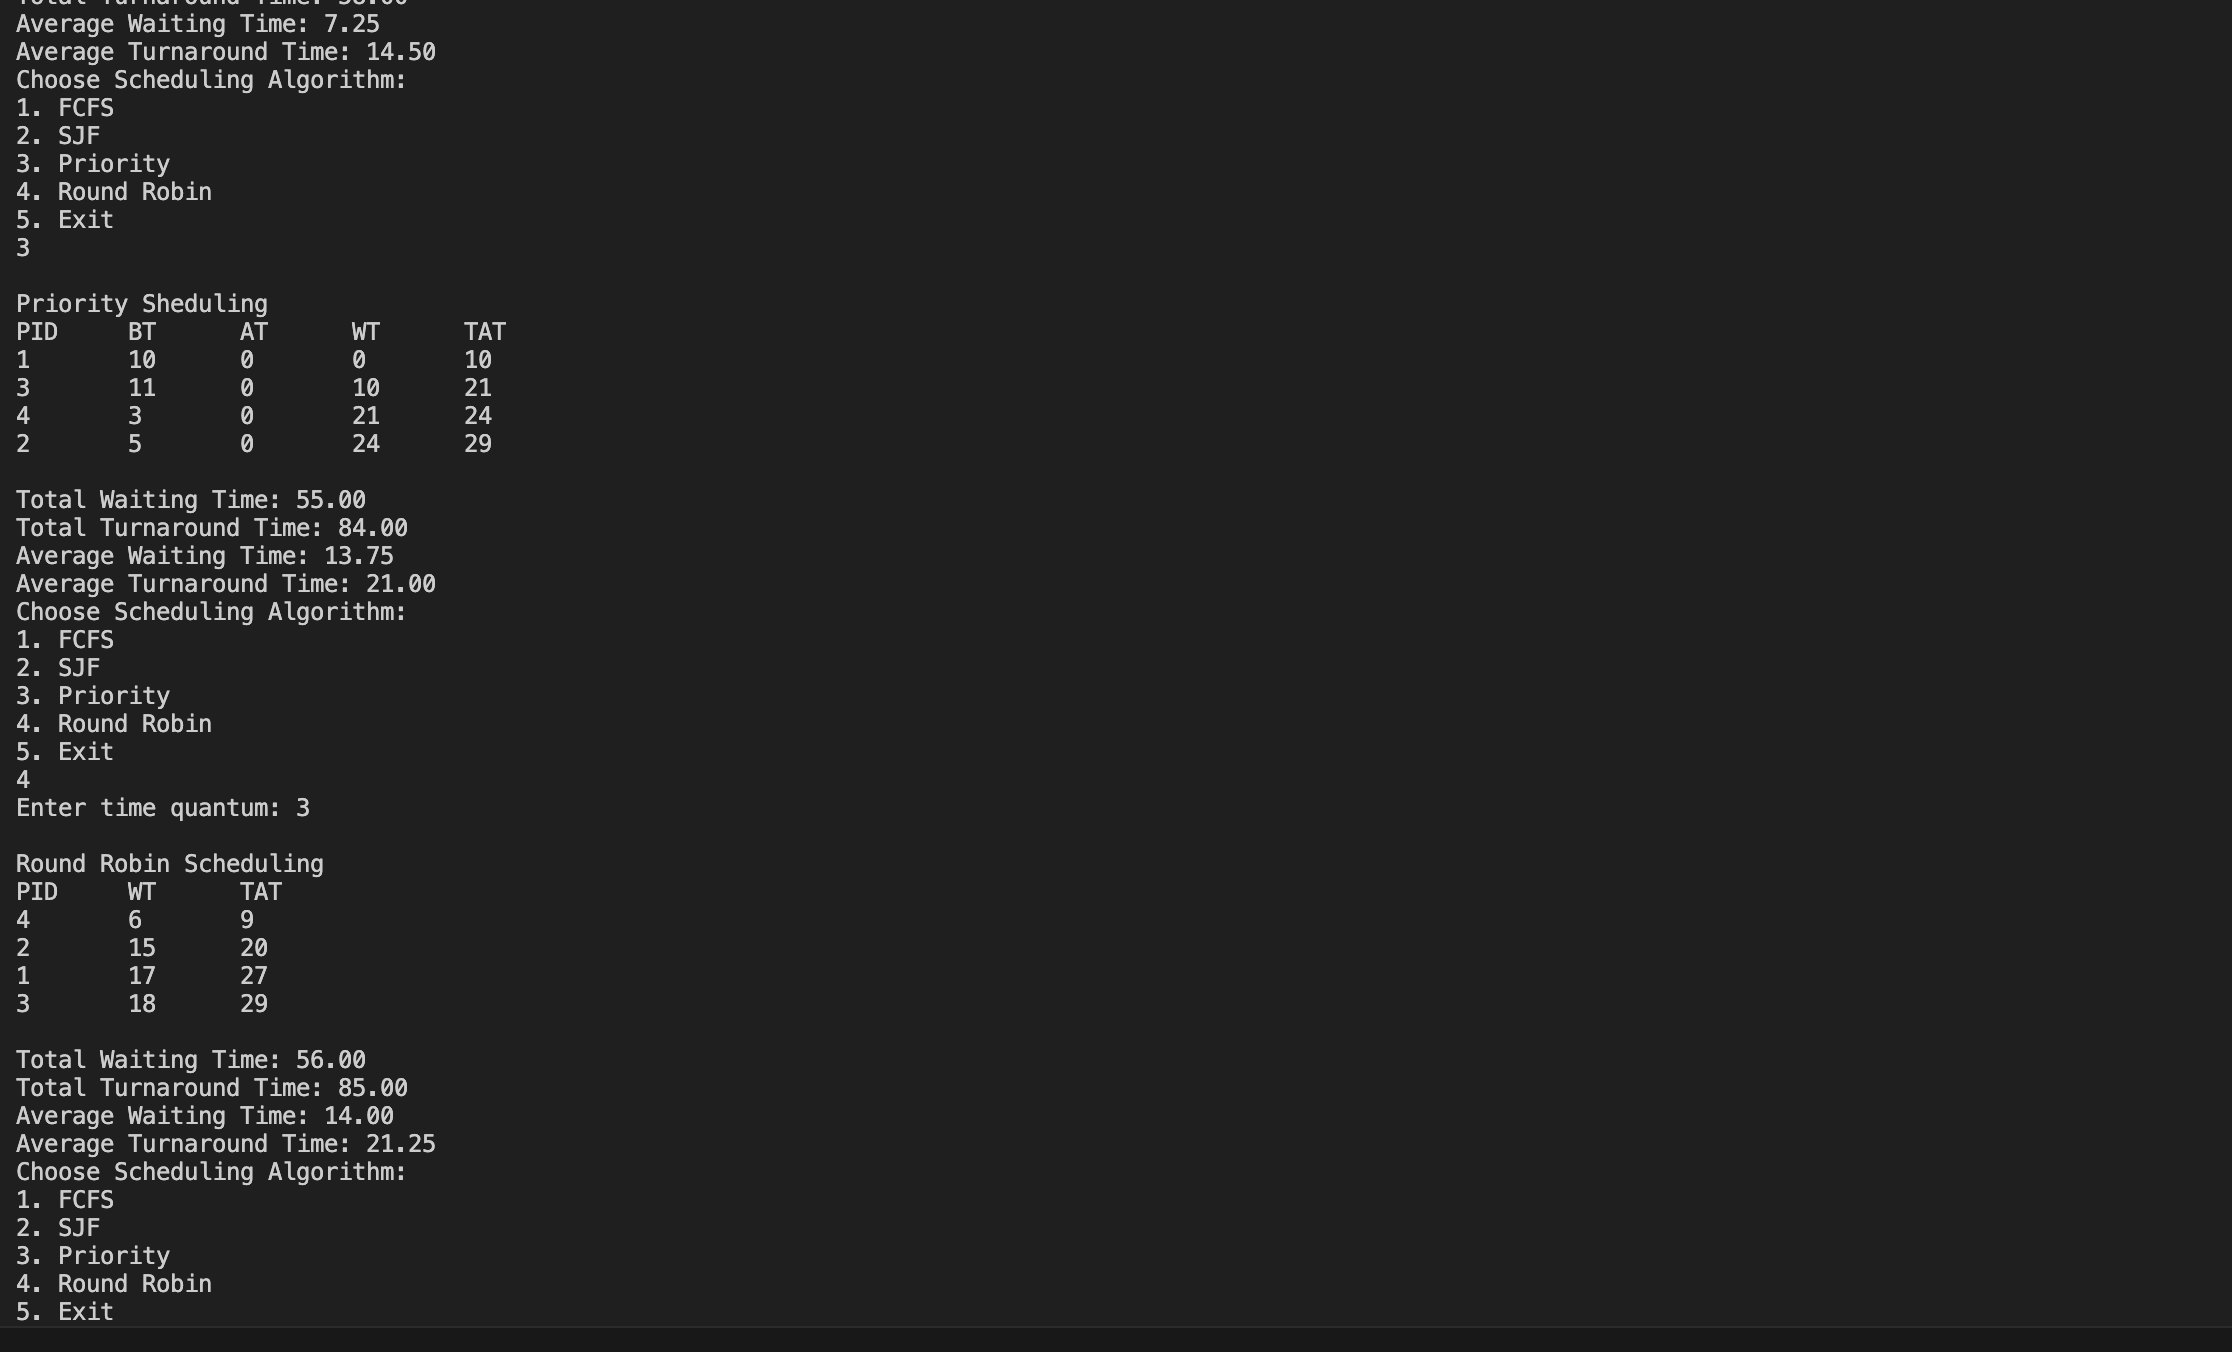 Total Turnaround Time: 58.00
Average Waiting Time: 7.25
Average Turnaround Time: 14.50
Choose Scheduling Algorithm:
1. FCFS
2. SJF
3. Priority
4. Round Robin
5. Exit
3
Priority Sheduling
PID BT AT WT TAT
1 10 0 0 10
3 11 0 10 21
4 3 0 21 24
2 5 0 24 29
Total Waiting Time: 55.00
Total Turnaround Time: 84.00
Average Waiting Time: 13.75
Average Turnaround Time: 21.00
Choose Scheduling Algorithm:
1. FCFS
2. SJF
3. Priority
4. Round Robin
5. Exit
4
Enter time quantum: 3
Round Robin Scheduling
PID WT TAT
4 6 9
2 15 20
1 17 27
3 18 29
Total Waiting Time: 56.00
Total Turnaround Time: 85.00
Average Waiting Time: 14.00
Average Turnaround Time: 21.25
Choose Scheduling Algorithm:
1. FCFS
2. SJF
3. Priority
4. Round Robin
5. Exit